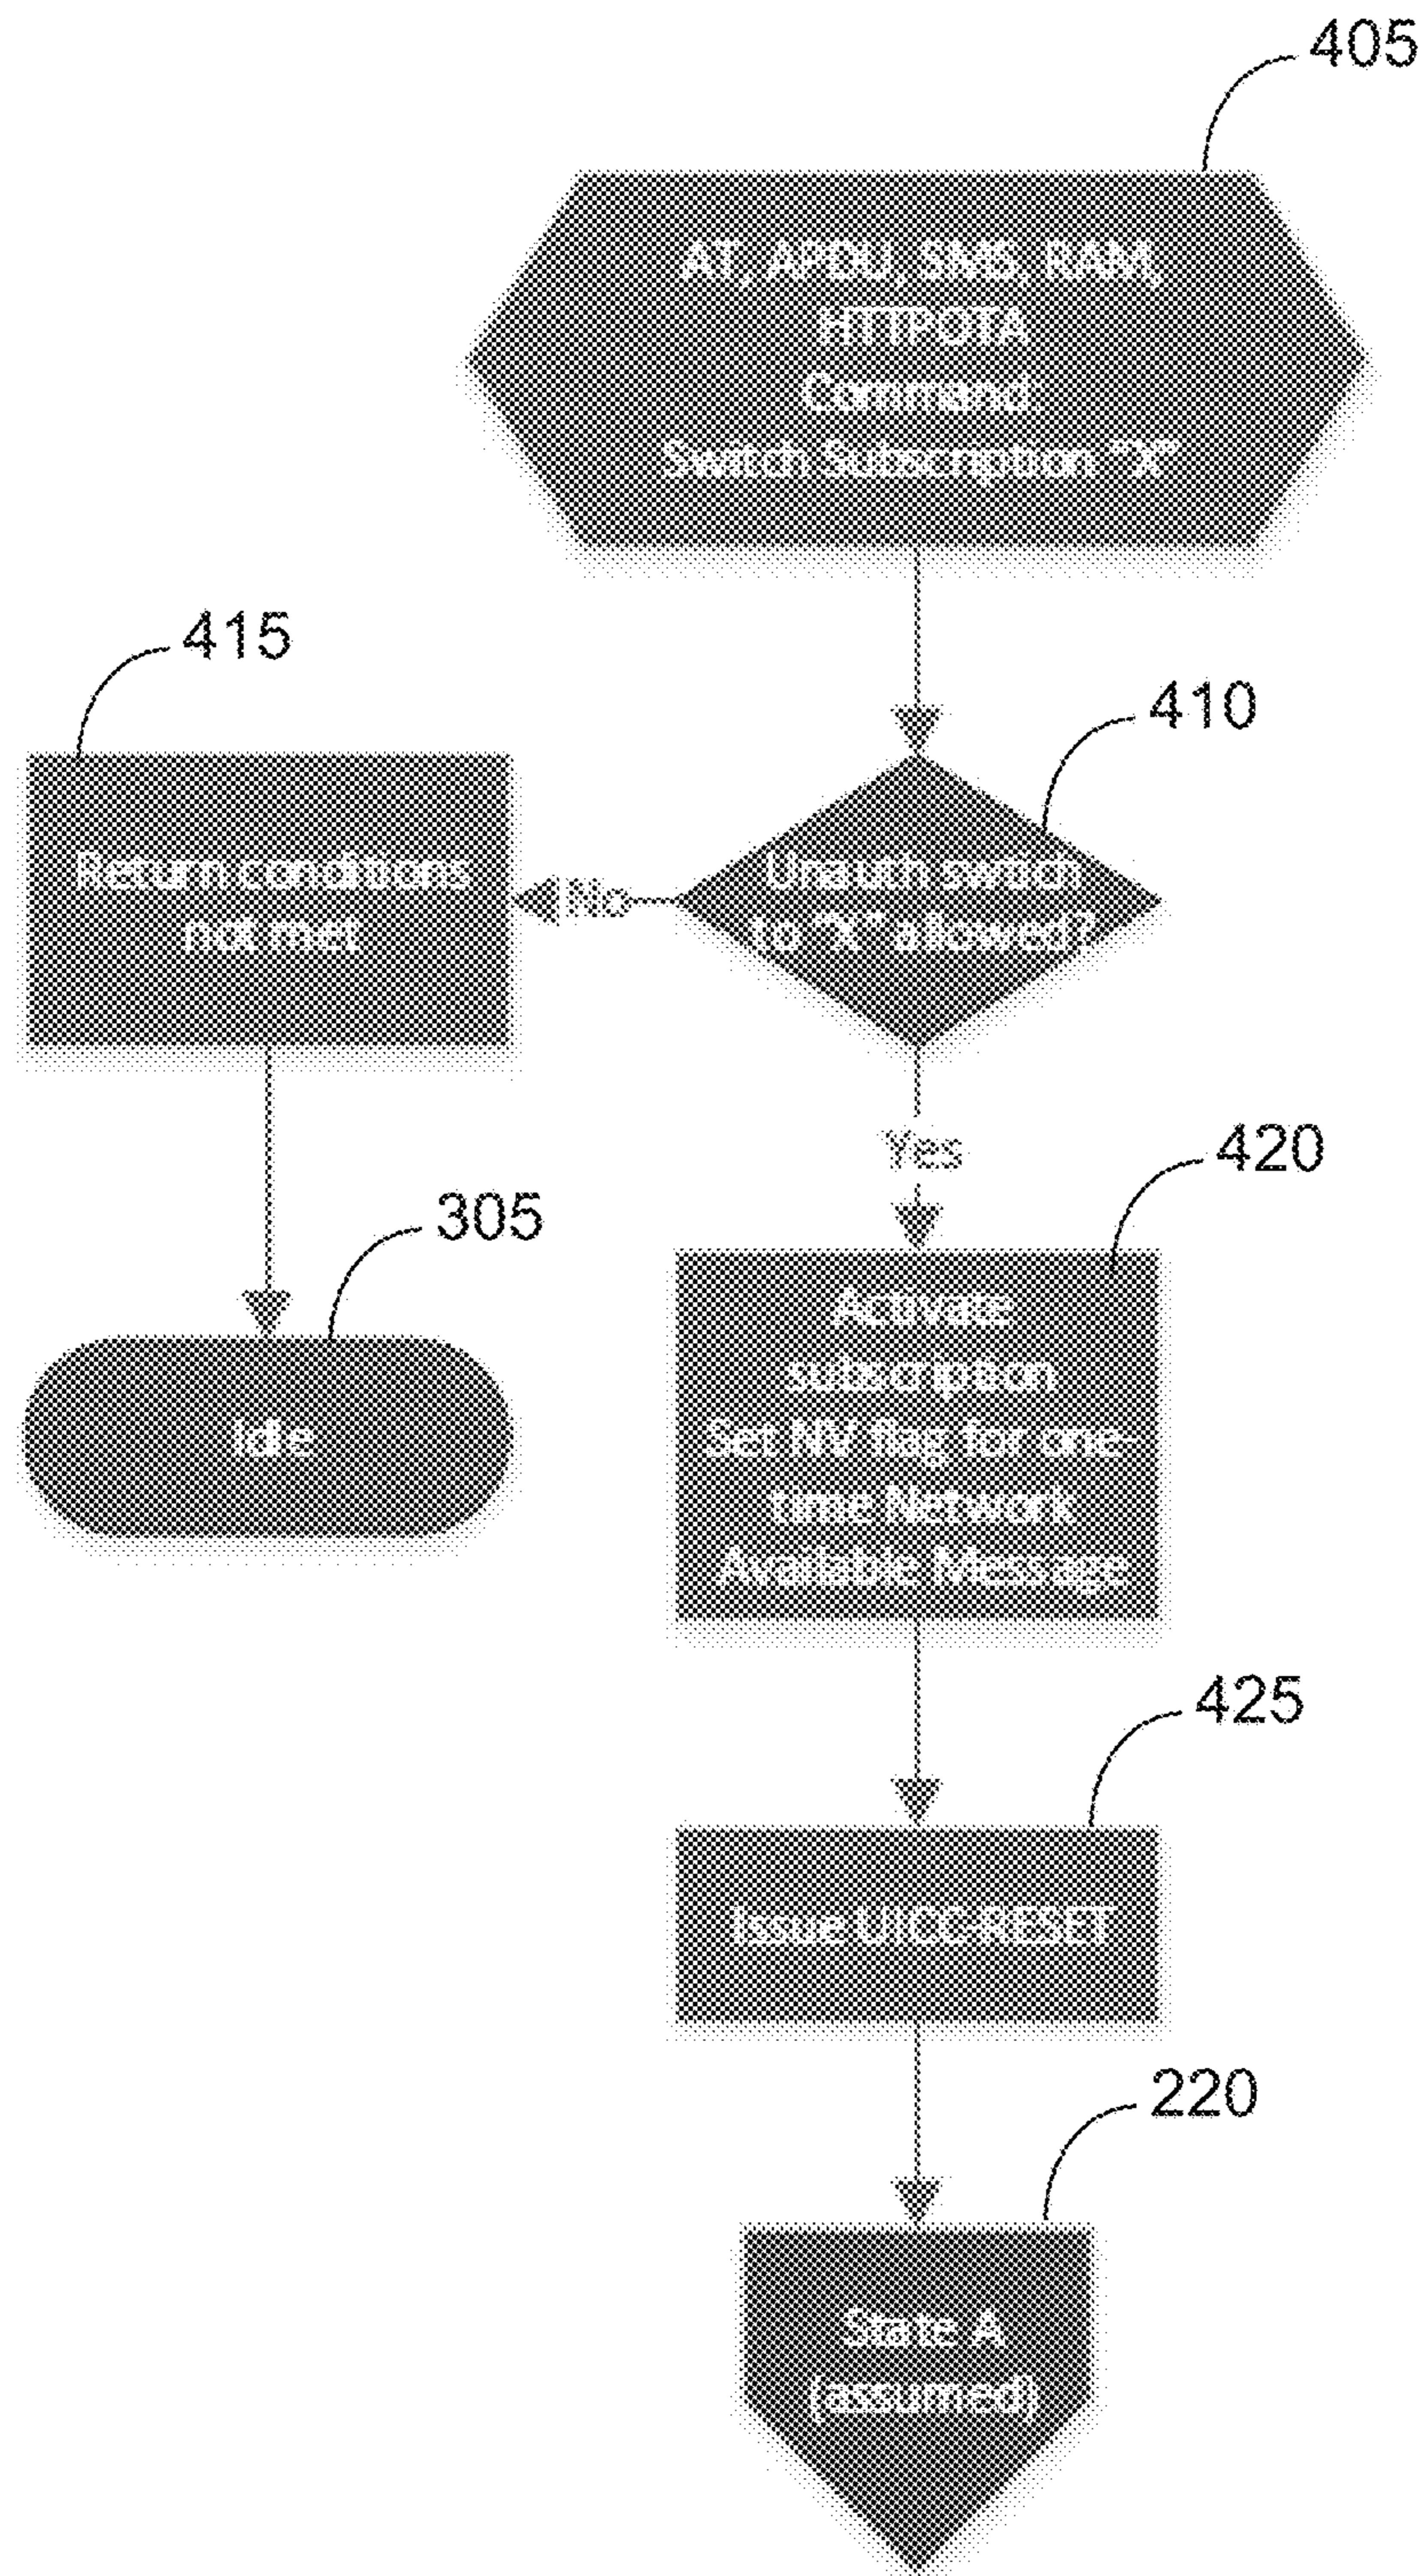 405
AT, APDU, SMS, RAM,
HTTPOTA
Command:
Switch Subscription "X"
415
410
Return conditions
not met
No
Unauth switch
to "X" allowed?
Yes
420
305
Activate
subscription
Set NV flag for one-
time Network
Available Message
Idle
425
Issue UICC-RESET
220
State A
(assumed)